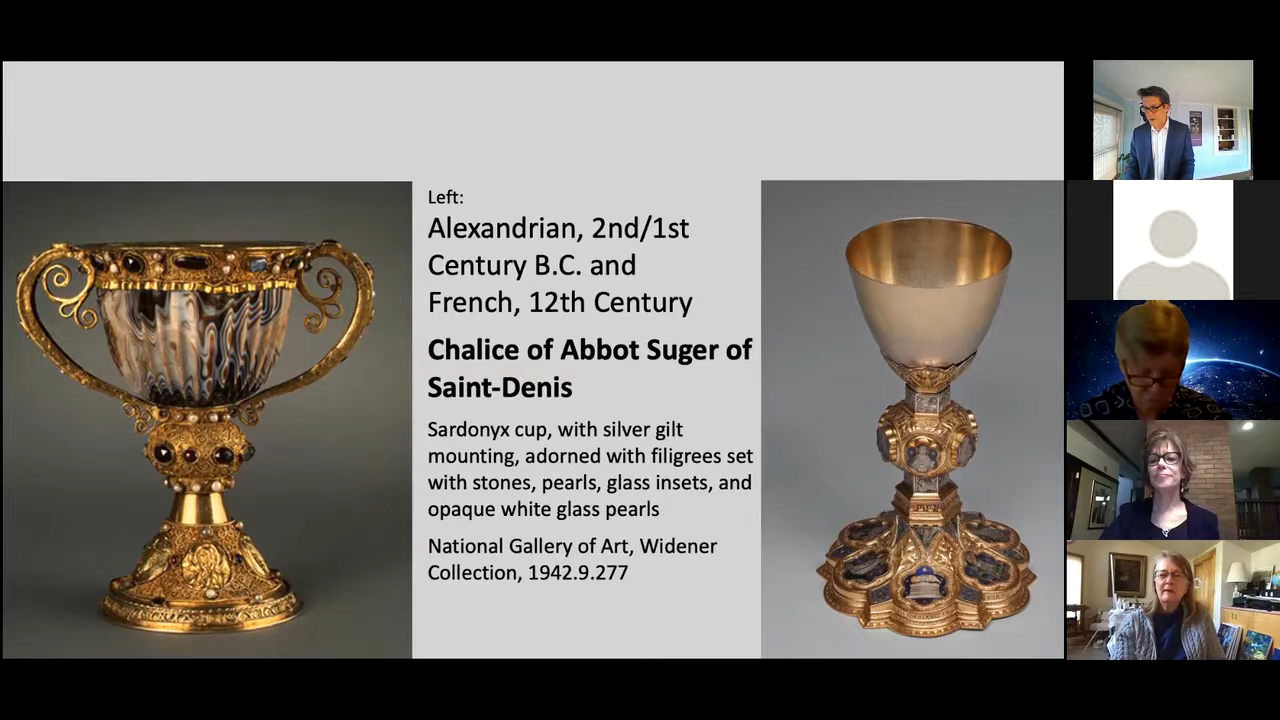 Left:
Alexandrian, 2nd/1st
Century B.C. and
French, 12th Century
Chalice of Abbot Suger of
Saint-Denis
Sardonyx cup, with silver gilt
mounting, adorned with filigrees set
with stones, pearls, glass insets, and
opaque white glass pearls
National Gallery of Art, Widener
Collection, 1942.9.277